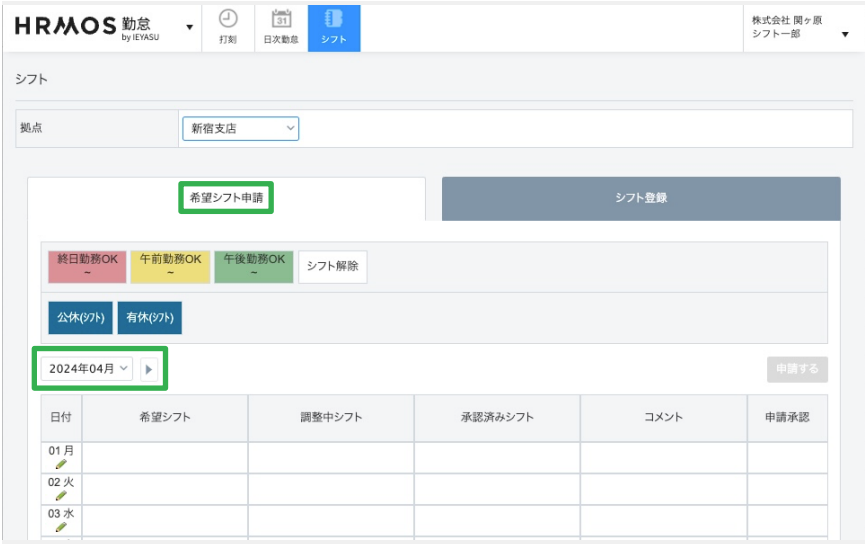 HRMOS 勤怠
by IEYASU
打刻
31
日次勤怠
シフト
株式会社 関ヶ原
シフト一郎
シフト
拠点
新宿支店
希望シフト申請
シフト登録
終日勤務OK
~
午前勤務OK
~
午後勤務OK
~
シフト解除
公休(ｼﾌﾄ)
有休(ｼﾌﾄ)
2024年04月
申請する
日付 希望シフト 調整中シフト 承認済みシフト コメント 申請承認
01 月
02 火
03 水